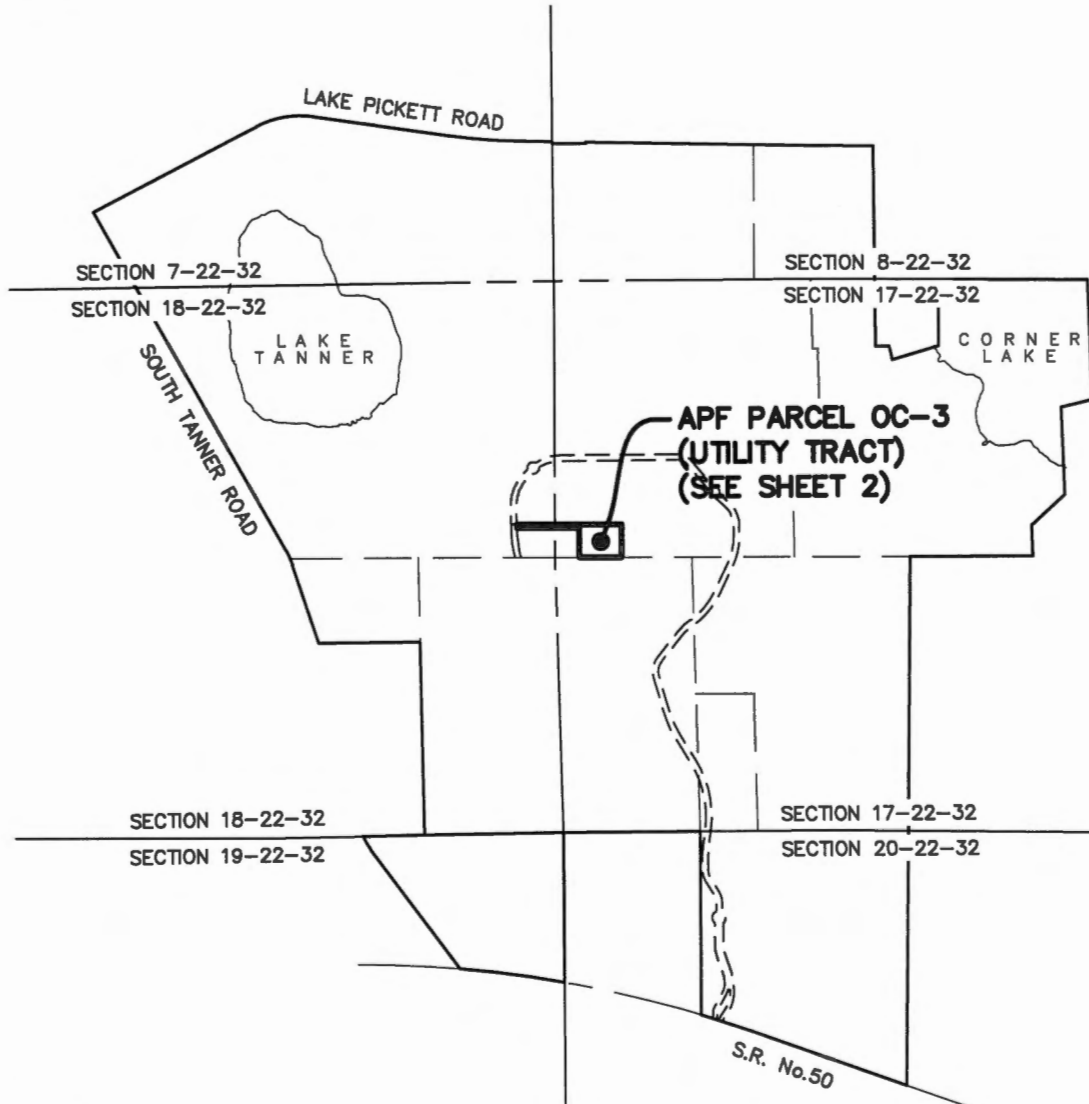 LAKE PICKETT ROAD
SECTION 7-22-32
SECTION 18-22-32
SECTION 8-22-32
SECTION 17-22-32
LAKE
TANNER
CORNER
LAKE
SOUTH TANNER ROAD
APF PARCEL OC-3
(UTILITY TRACT)
(SEE SHEET 2)
SECTION 18-22-32
SECTION 19-22-32
SECTION 17-22-32
SECTION 20-22-32
S.R. No.50